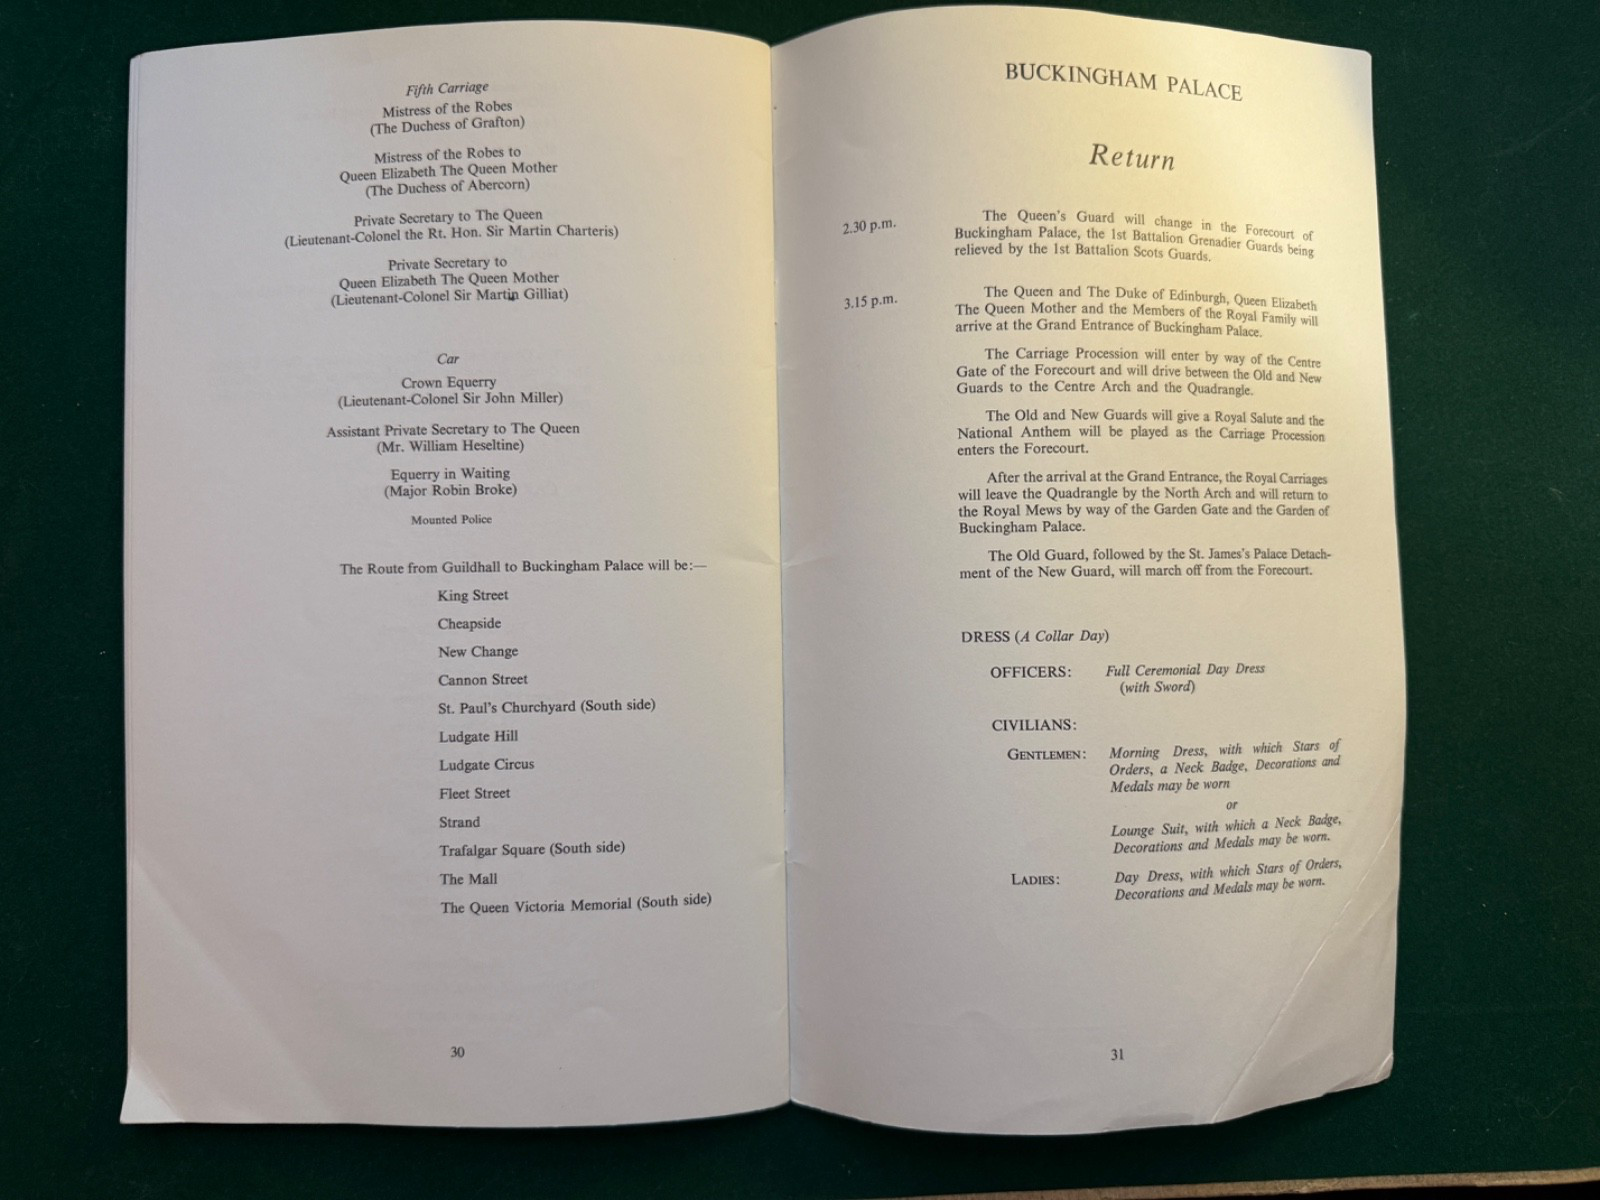 Fifth Carriage
Mistress of the Robes
(The Duchess of Grafton)
Mistress of the Robes to
Queen Elizabeth The Queen Mother
(The Duchess of Abercorn)
Private Secretary to The Queen
(Lieutenant-Colonel the Rt. Hon. Sir Martin Charteris)
Private Secretary to
Queen Elizabeth The Queen Mother
(Lieutenant-Colonel Sir Martin Gilliat)
Car
Crown Equerry
(Lieutenant-Colonel Sir John Miller)
Assistant Private Secretary to The Queen
(Mr. William Heseltine)
Equerry in Waiting
(Major Robin Broke)
Mounted Police
The Route from Guildhall to Buckingham Palace will be:—
King Street
Cheapside
New Change
Cannon Street
St. Paul's Churchyard (South side)
Ludgate Hill
Ludgate Circus
Fleet Street
Strand
Trafalgar Square (South side)
The Mall
The Queen Victoria Memorial (South side)
30
BUCKINGHAM PALACE
Return
2.30 p.m. The Queen's Guard will change in the Forecourt of
Buckingham Palace, the 1st Battalion Grenadier Guards being
relieved by the 1st Battalion Scots Guards.
3.15 p.m. The Queen and The Duke of Edinburgh, Queen Elizabeth
The Queen Mother and the Members of the Royal Family will
arrive at the Grand Entrance of Buckingham Palace.
The Carriage Procession will enter by way of the Centre
Gate of the Forecourt and will drive between the Old and New
Guards to the Centre Arch and the Quadrangle.
The Old and New Guards will give a Royal Salute and the
National Anthem will be played as the Carriage Procession
enters the Forecourt.
After the arrival at the Grand Entrance, the Royal Carriages
will leave the Quadrangle by the North Arch and will return to
the Royal Mews by way of the Garden Gate and the Garden of
Buckingham Palace.
The Old Guard, followed by the St. James's Palace Detach-
ment of the New Guard, will march off from the Forecourt.
DRESS (A Collar Day)
OFFICERS: Full Ceremonial Day Dress
(with Sword)
CIVILIANS:
GENTLEMEN: Morning Dress, with which Stars of
Orders, a Neck Badge, Decorations and
Medals may be worn
or
Lounge Suit, with which a Neck Badge,
Decorations and Medals may be worn.
LADIES: Day Dress, with which Stars of Orders,
Decorations and Medals may be worn.
31